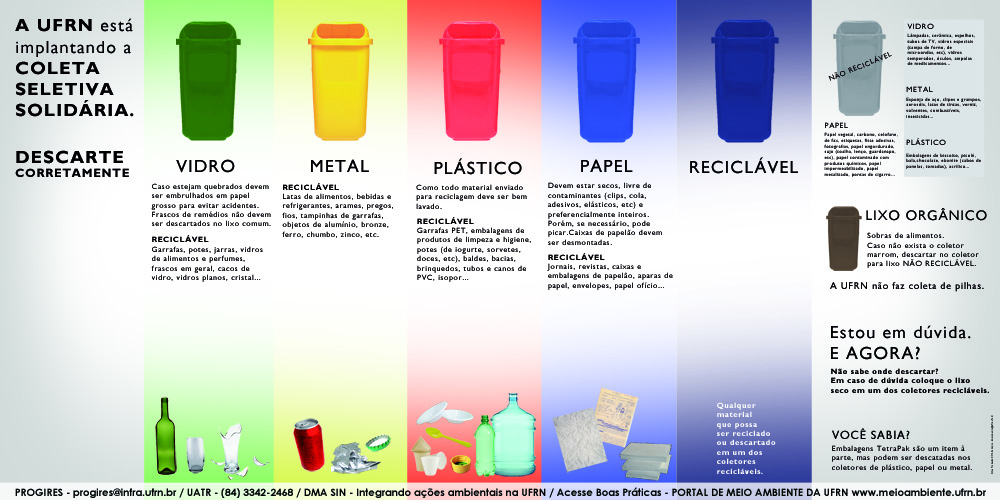 A UFRN está
implantando a
COLETA
SELETIVA
SOLIDÁRIA.
DESCARTE
CORRETAMENTE
VIDRO
Caso estejam quebrados devem
ser embrulhados em papel
grosso para evitar acidentes.
Frascos de remédios não devem
ser descartados no lixo comum.
RECICLÁVEL
Garrafas, potes, jarras, vidros
de alimentos e perfumes,
frascos em geral, cacos de
vidro, vidros planos, cristal...
METAL
RECICLÁVEL
Latas de alimentos, bebidas e
refrigerantes, arames, pregos,
fios, tampinhas de garrafas,
objetos de alumínio, bronze,
ferro, chumbo, zinco, etc.
PLÁSTICO
Como todo material enviado
para reciclagem deve ser bem
lavado.
RECICLÁVEL
Garrafas PET, embalagens de
produtos de limpeza e higiene,
potes (de iogurte, sorvetes,
doces, etc), baldes, bacias,
brinquedos, tubos e canos de
PVC, isopor...
PAPEL
Devem estar secos, livre de
contaminantes (clips, cola,
adesivos, elásticos, etc) e
preferencialmente inteiros.
Porém, se necessário, pode
picar.Caixas de papelão devem
ser desmontadas.
RECICLÁVEL
Jornais, revistas, caixas e
embalagens de papelão, aparas de
papel, envelopes, papel ofício...
RECICLÁVEL
Qualquer
material
que possa
ser reciclado
ou descartado
em um dos
coletores
recicláveis.
NÃO RECICLÁVEL
PAPEL
Papel vegetal, carbono, celofane,
de fax, etiquetas, fitas adesivas,
fotografias, papel engordurado,
sujo (coalho, lenço, guardanapo,
etc), papel contaminado com
produtos químicos, papel
impermeabilizado, papel
metalizado, pontas de cigarro...
VIDRO
Lâmpadas, cerâmica, espelhos,
tubos de TV, vidros especiais
(tampa de forno, de
microondas, etc), vidros
temperados, óculos, ampolas
de medicamentos...
METAL
Esponja de aço, clipes e grampos,
aerosóis, latas de tintas, verniz,
solventes, combustíveis,
inseticidas...
PLÁSTICO
Embalagens de biscoitos, picolé,
bala,chocolate, ebonite (cabos de
panelas, tomadas), acrílico...
LIXO ORGÂNICO
Sobras de alimentos.
Caso não exista o coletor
marrom, descartar no coletor
para lixo NÃO RECICLÁVEL.
A UFRN não faz coleta de pilhas.
Estou em dúvida.
E AGORA?
Não sabe onde descartar?
Em caso de dúvida coloque o lixo
seco em um dos coletores recicláveis.
VOCÊ SABIA?
Embalagens TetraPak são um item à
parte, mas podem ser descatadas nos
coletores de plástico, papel ou metal.
PROGIRES - progires@infra.ufrn.br / UATR - (84) 3342-2468 / DMA SIN - Integrando ações ambientais na UFRN / Acesse Boas Práticas - PORTAL DE MEIO AMBIENTE DA UFRN www.meioambiente.ufrn.br